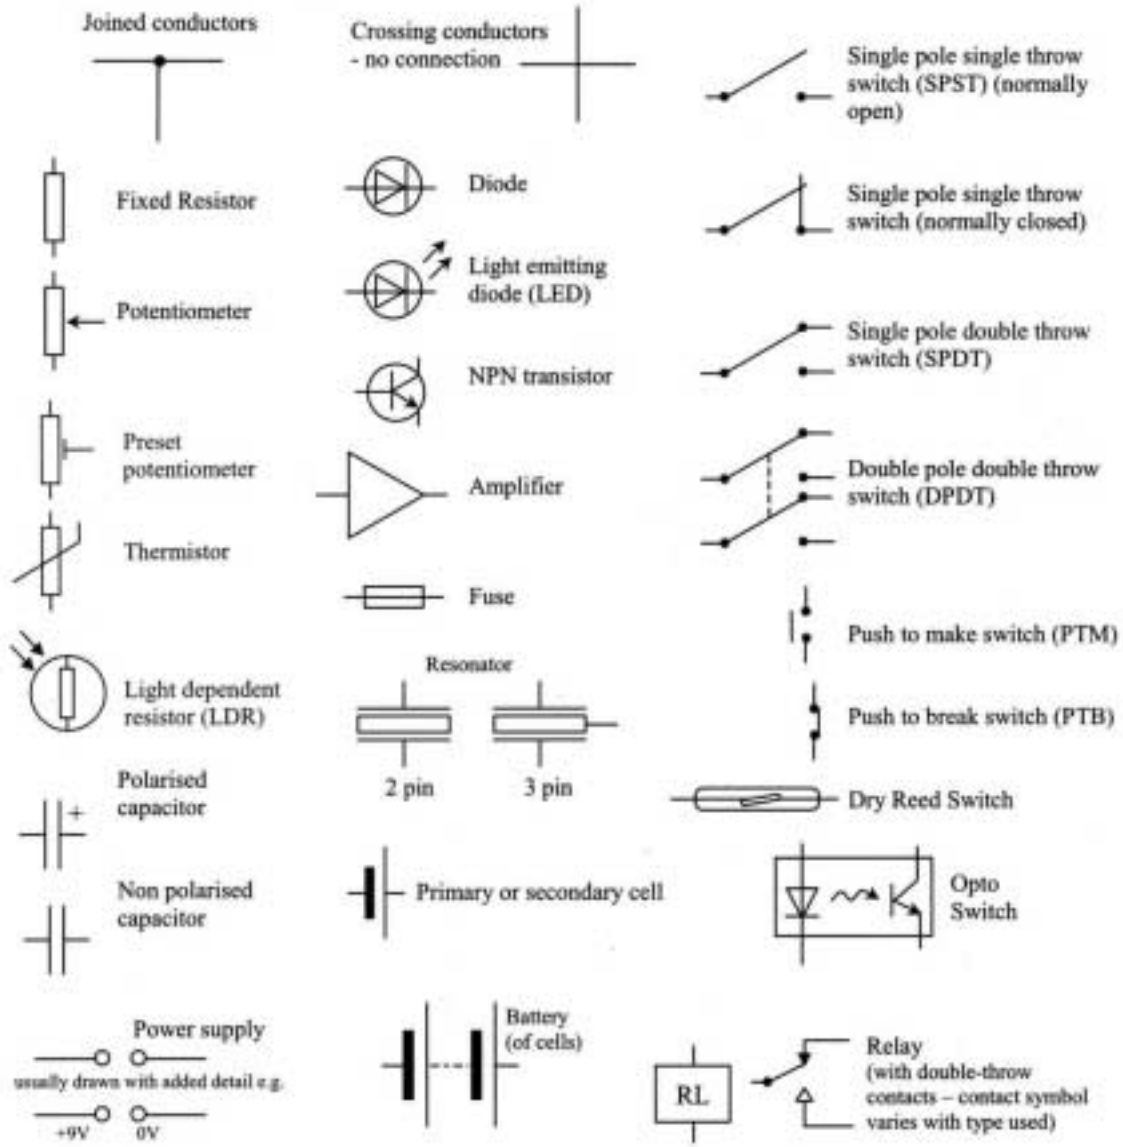 Joined conductors
Fixed Resistor
Potentiometer
Preset
potentiometer
Thermistor
Light dependent
resistor (LDR)
Polarised
capacitor
+
Non polarised
capacitor
Power supply
usually drawn with added detail e.g.
+9V 0V
Crossing conductors
- no connection
Diode
Light emitting
diode (LED)
NPN transistor
Amplifier
Fuse
Resonator
2 pin 3 pin
Primary or secondary cell
Battery
(of cells)
Single pole single throw
switch (SPST) (normally
open)
Single pole single throw
switch (normally closed)
Single pole double throw
switch (SPDT)
Double pole double throw
switch (DPDT)
Push to make switch (PTM)
Push to break switch (PTB)
Dry Reed Switch
Opto
Switch
RL
Relay
(with double-throw
contacts – contact symbol
varies with type used)